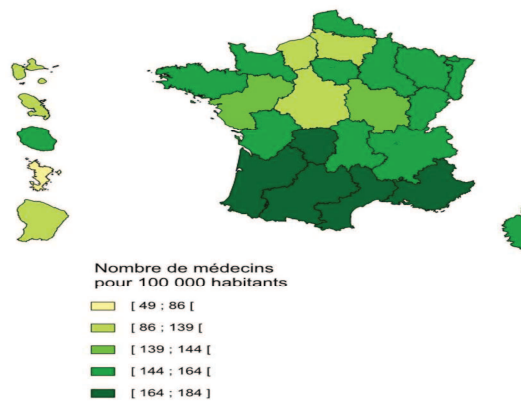 Nombre de médecins
pour 100 000 habitants
[ 49 ; 86 [
[ 86 ; 139 [
[ 139 ; 144 [
[ 144 ; 164 [
[ 164 ; 184 ]